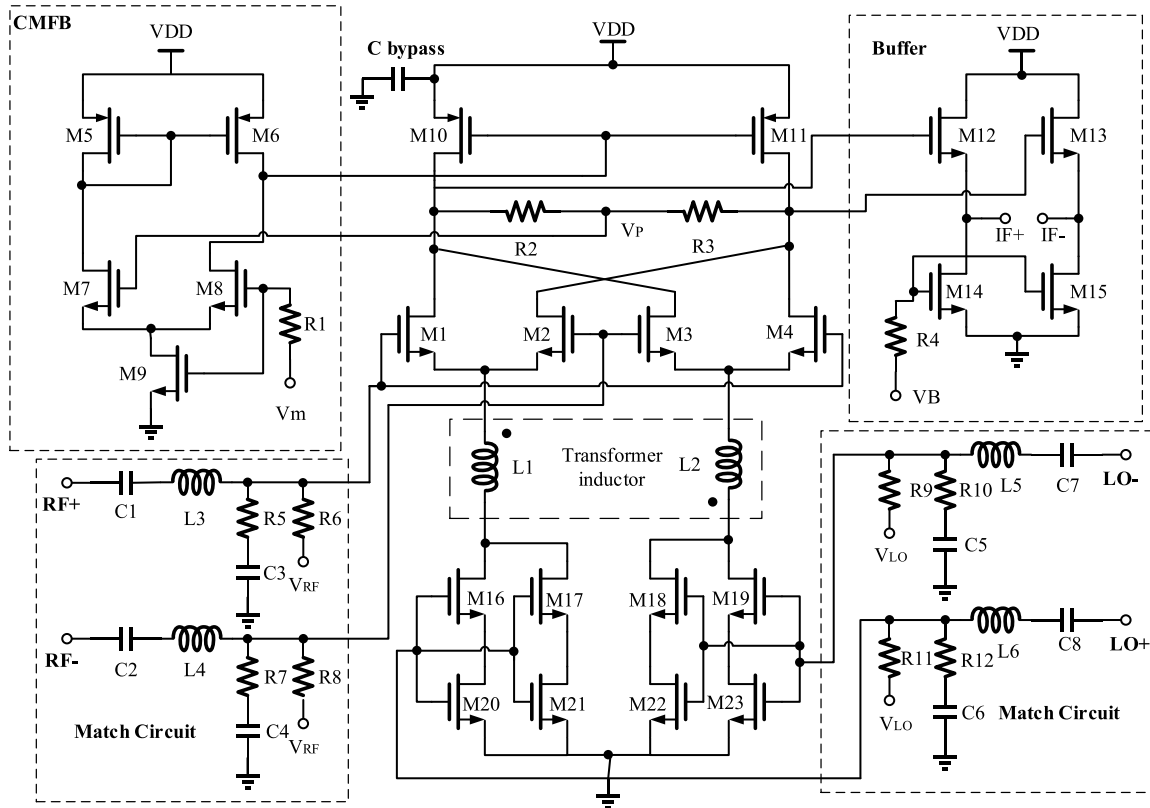 CMFB
VDD
M5
M6
M7
M8
R1
M9
Vm
C bypass
VDD
M10
M11
R2
VP
R3
M1
M2
M3
M4
Buffer
VDD
M12
M13
IF+
IF-
M14
M15
R4
VB
L1
Transformer
inductor
L2
RF+
C1
L3
R5
R6
C3
VRF
RF-
C2
L4
R7
R8
C4
VRF
Match Circuit
M16
M17
M18
M19
M20
M21
M22
M23
R9
R10
L5
C7
LO-
VLO
C5
R11
R12
L6
C8
LO+
VLO
C6
Match Circuit